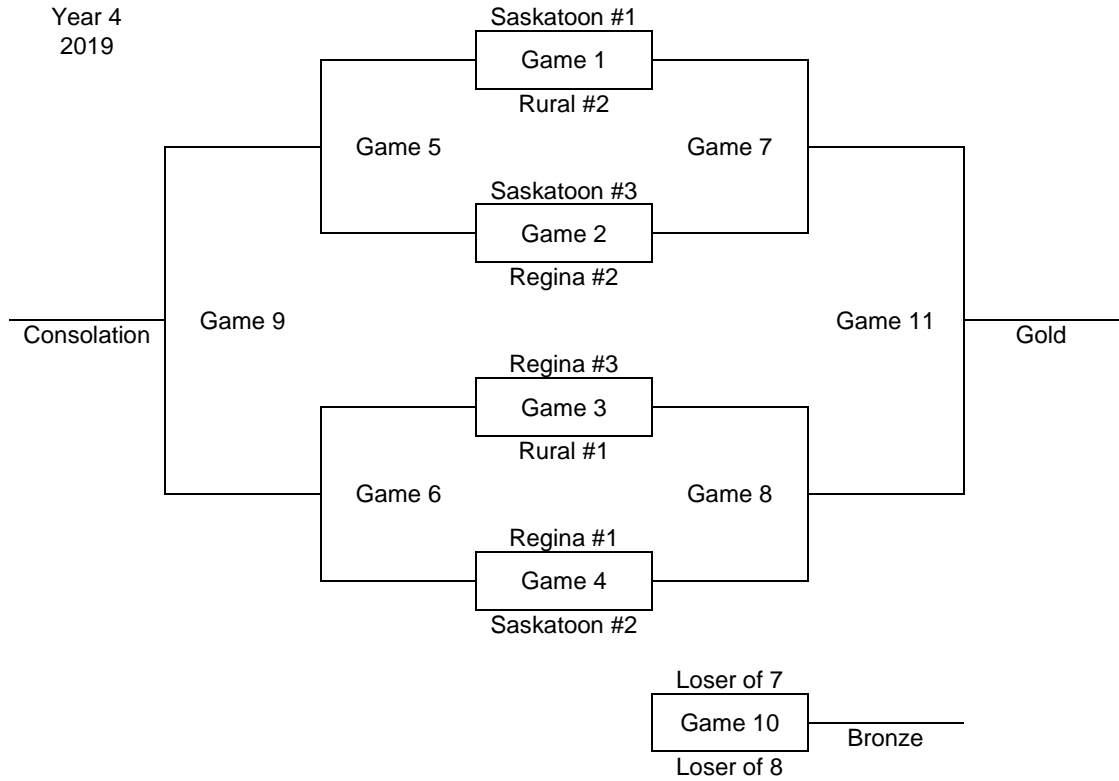 Year 4
2019
Saskatoon #1
Game 1
Rural #2
Game 5
Game 7
Saskatoon #3
Game 2
Regina #2
Game 9
Game 11
Consolation
Gold
Regina #3
Game 3
Rural #1
Game 6
Game 8
Regina #1
Game 4
Saskatoon #2
Loser of 7
Game 10
Bronze
Loser of 8